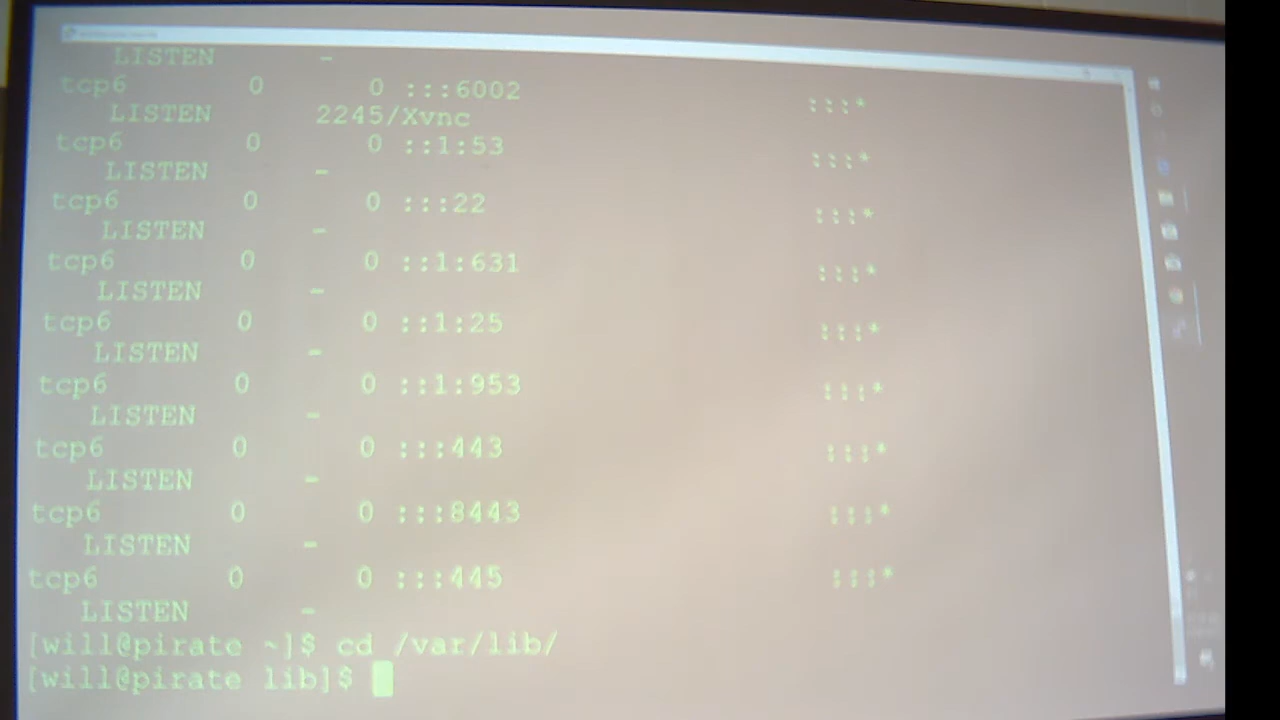 LISTEN -
tcp6 0 0 :::6002 :::*
LISTEN 2245/Xvnc
tcp6 0 0 ::1:53 :::*
LISTEN -
tcp6 0 0 :::22 :::*
LISTEN -
tcp6 0 0 ::1:631 :::*
LISTEN -
tcp6 0 0 ::1:25 :::*
LISTEN -
tcp6 0 0 ::1:953 :::*
LISTEN -
tcp6 0 0 :::443 :::*
LISTEN -
tcp6 0 0 :::8443 :::*
LISTEN -
tcp6 0 0 :::445 :::*
LISTEN -
[will@pirate ~]$ cd /var/lib/
[will@pirate lib]$